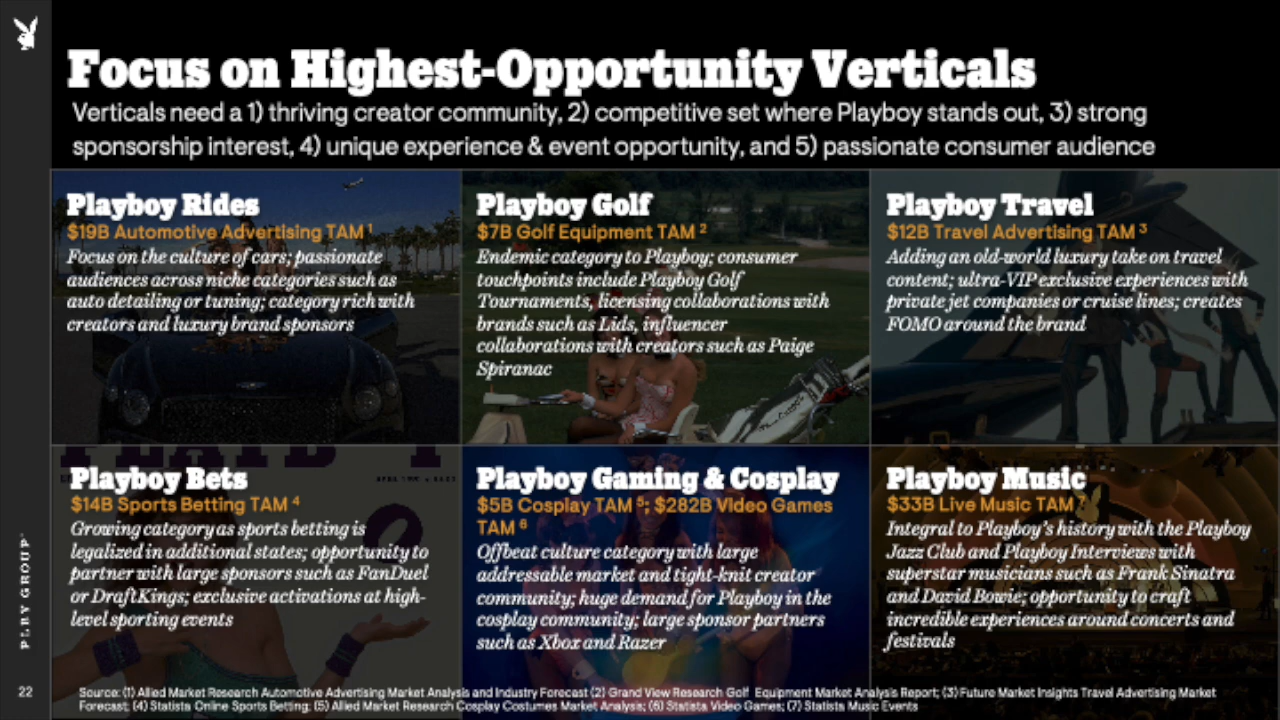 Focus on Highest-Opportunity Verticals
Verticals need a 1) thriving creator community, 2) competitive set where Playboy stands out, 3) strong
sponsorship interest, 4) unique experience & event opportunity, and 5) passionate consumer audience
Playboy Rides
$19B Automotive Advertising TAM 1
Focus on the culture of cars; passionate
audiences across niche categories such as
auto detailing or tuning; category rich with
creators and luxury brand sponsors
Playboy Golf
$7B Golf Equipment TAM 2
Endemic category to Playboy; consumer
touchpoints include Playboy Golf
Tournaments, licensing collaborations with
brands such as Lids, influencer
collaborations with creators such as Paige
Spiranac
Playboy Travel
$12B Travel Advertising TAM 3
Adding an old-world luxury take on travel
content; ultra-VIP exclusive experiences with
private jet companies or cruise lines; creates
FOMO around the brand
Playboy Bets
$14B Sports Betting TAM 4
Growing category as sports betting is
legalized in additional states; opportunity to
partner with large sponsors such as FanDuel
or DraftKings; exclusive activations at high-
level sporting events
Playboy Gaming & Cosplay
$5B Cosplay TAM 5; $282B Video Games
TAM 6
Offbeat culture category with large
addressable market and tight-knit creator
community; huge demand for Playboy in the
cosplay community; large sponsor partners
such as Xbox and Razer
Playboy Music
$33B Live Music TAM 7
Integral to Playboy's history with the Playboy
Jazz Club and Playboy Interviews with
superstar musicians such as Frank Sinatra
and David Bowie; opportunity to craft
incredible experiences around concerts and
festivals
PLBY GROUP
22
Source: (1) Allied Market Research Automotive Advertising Market Analysis and Industry Forecast (2) Grand View Research Golf Equipment Market Analysis Report; (3) Future Market Insights Travel Advertising Market
Forecast; (4) Statista Online Sports Betting; (5) Allied Market Research Cosplay Costumes Market Analysis; (6) Statista Video Games; (7) Statista Music Events